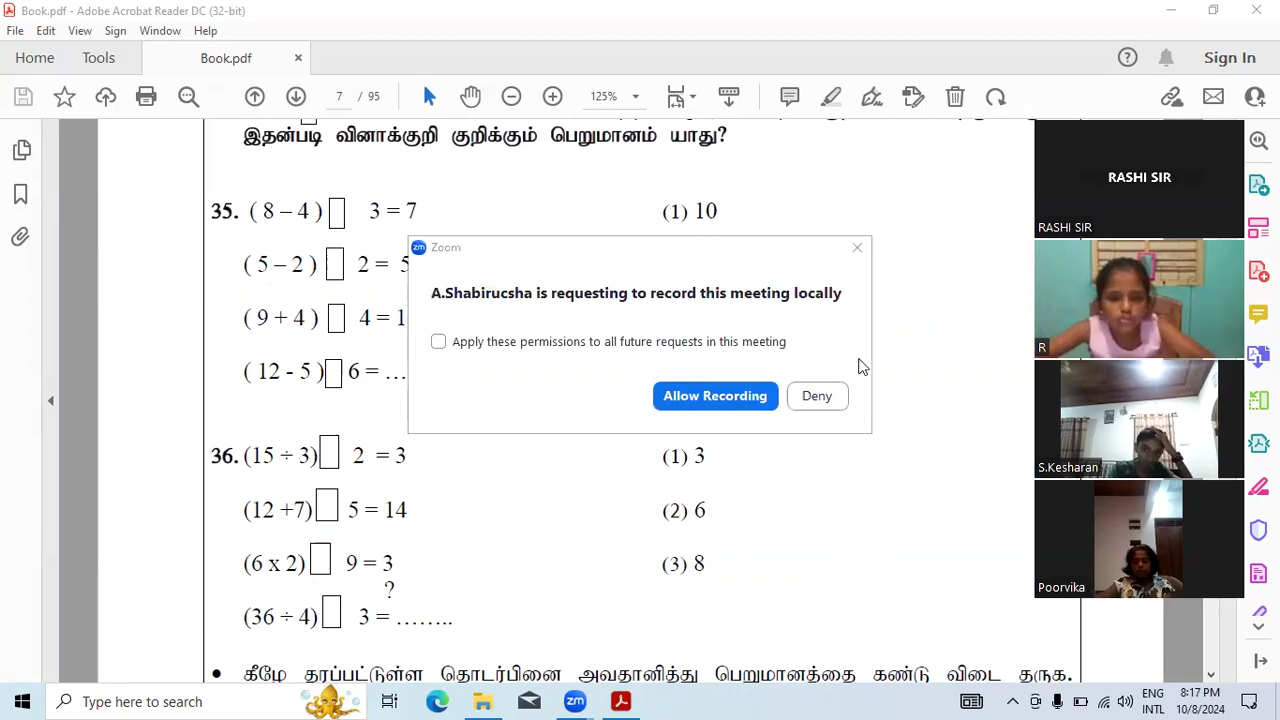 Book.pdf - Adobe Acrobat Reader DC (32-bit)
File Edit View Sign Window Help
Home Tools Book.pdf × Sign In
7 / 95 125%
இதன்படி வினாக்குறி குறிக்கும் பெறுமானம் யாது?
35. ( 8 – 4 ) 3 = 7 (1) 10
( 5 – 2 ) 2 = 5
( 9 + 4 ) 4 = 1
( 12 - 5 ) 6 = ...
zm Zoom
A.Shabirucsha is requesting to record this meeting locally
Apply these permissions to all future requests in this meeting
Allow Recording Deny
36. (15 ÷ 3) 2 = 3 (1) 3
(12 +7) 5 = 14 (2) 6
(6 x 2) 9 = 3 (3) 8
?
(36 ÷ 4) 3 = ........
• கீழே தரப்பட்டுள்ள தொடர்பினை அவதானித்து பெறுமானத்தை கண்டு விடை தருக.
RASHI SIR
RASHI SIR
R
S.Kesharan
Poorvika
Type here to search
zm
ENG
INTL
8:17 PM
10/8/2024